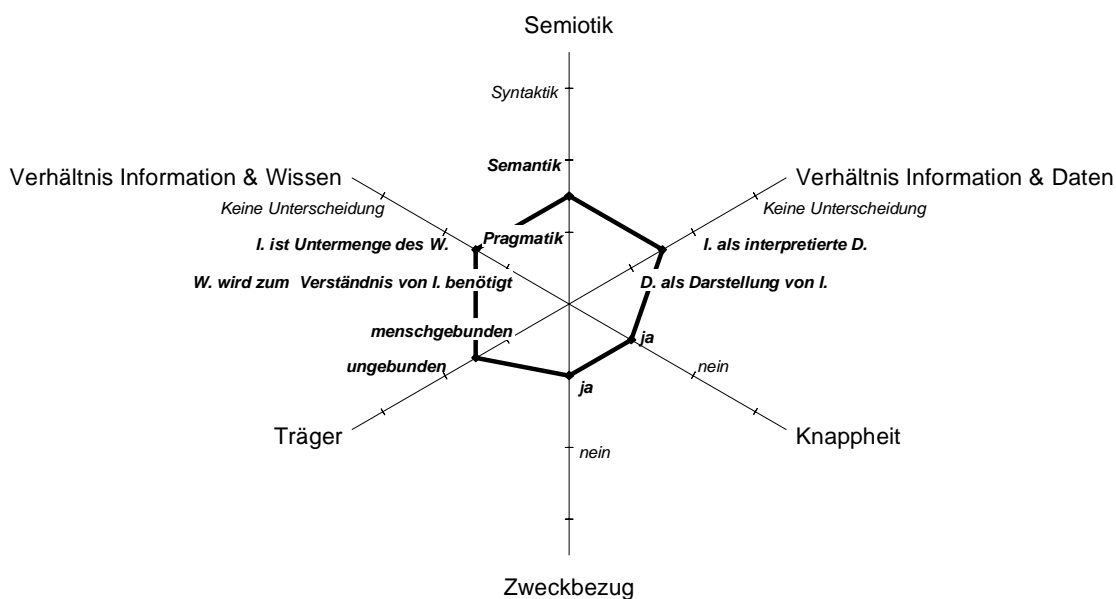 Semiotik
Syntaktik
Semantik
Verhältnis Information & Wissen
Verhältnis Information & Daten
Keine Unterscheidung
Keine Unterscheidung
Pragmatik
I. ist Untermenge des W.
I. als interpretierte D.
W. wird zum Verständnis von I. benötigt
D. als Darstellung von I.
menschgebunden
ja
ungebunden
nein
ja
Träger
Knappheit
nein
Zweckbezug